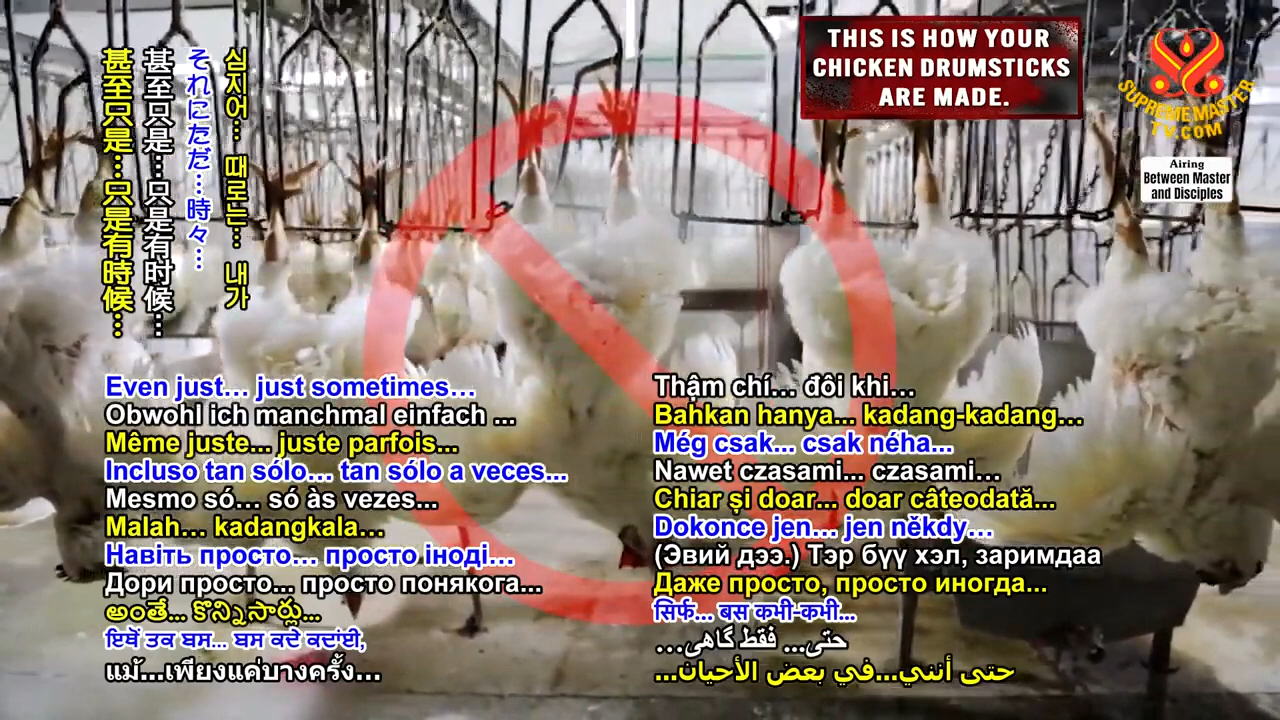 THIS IS HOW YOUR
CHICKEN DRUMSTICKS
ARE MADE.
SUPREME MASTER
TV.COM
Airing
Between Master
and Disciples
甚至只是…只是有時候…
甚至只是…只是有时候…
それにただ…時々…
심지어… 때로는… 내가
Even just… just sometimes…
Obwohl ich manchmal einfach ...
Même juste... juste parfois...
Incluso tan sólo… tan sólo a veces...
Mesmo só… só às vezes...
Malah… kadangkala…
Навіть просто… просто іноді…
Дори просто... просто понякога...
అంతే... కొన్నిసార్లు...
ਇਥੋਂ ਤਕ ਬਸ... ਬਸ ਕਦੇ ਕਦਾਂਈ,
แม้...เพียงแค่บางครั้ง...
Thậm chí… đôi khi…
Bahkan hanya... kadang-kadang…
Még csak... csak néha...
Nawet czasami... czasami…
Chiar și doar... doar câteodată...
Dokonce jen… jen někdy…
(Эвий дээ.) Тэр бүү хэл, заримдаа
Даже просто, просто иногда...
सिर्फ... बस कभी-कभी...
حتی... فقط گاهی...
حتى أنني...في بعض الأحيان...